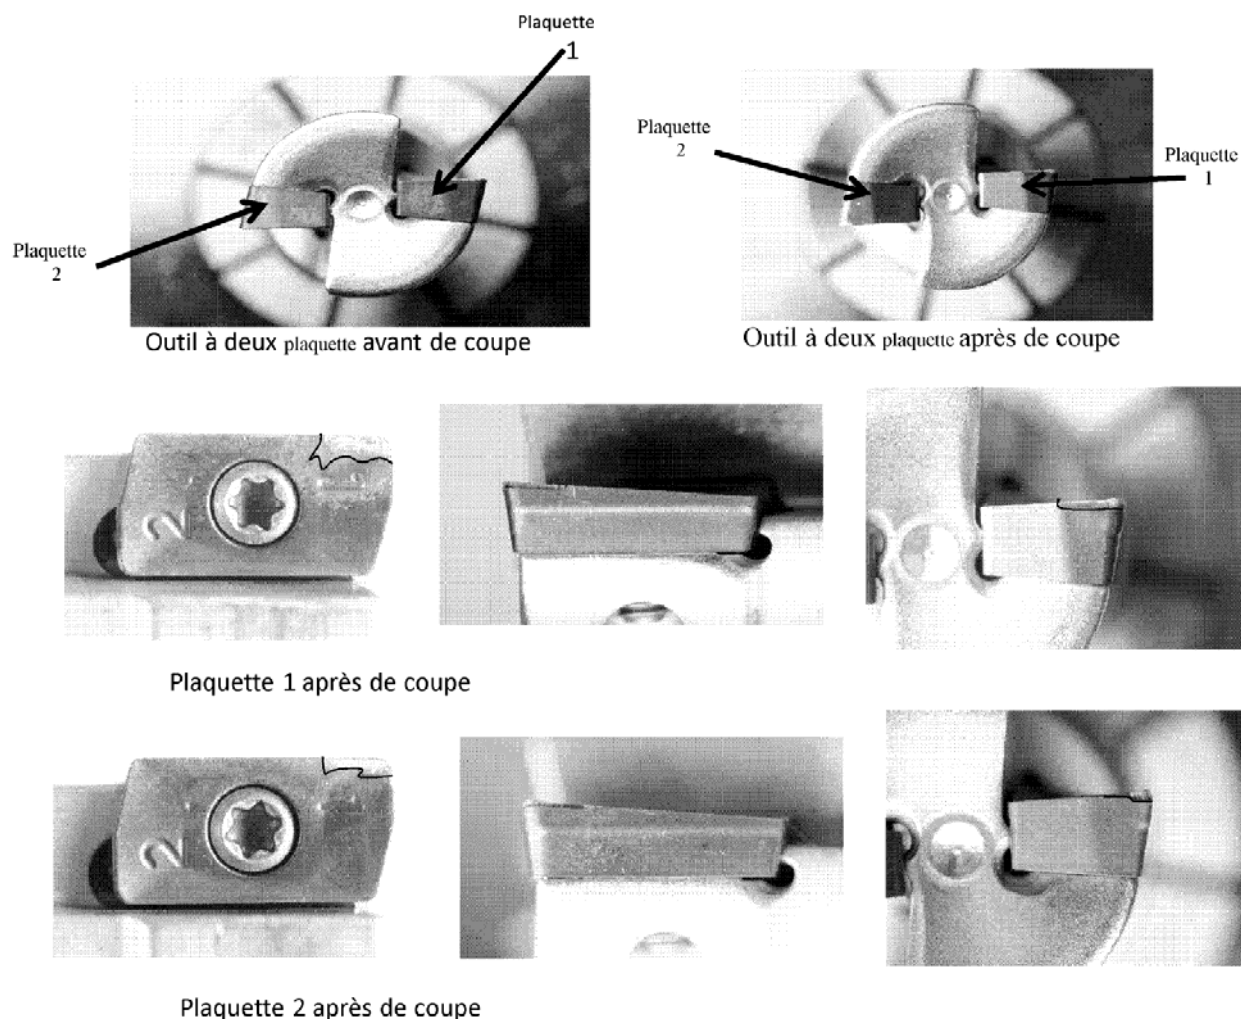 Plaquette
1
Plaquette
2
Outil à deux plaquette avant de coupe
Plaquette
2
Plaquette
1
Outil à deux plaquette après de coupe
2
Plaquette 1 après de coupe
2
Plaquette 2 après de coupe